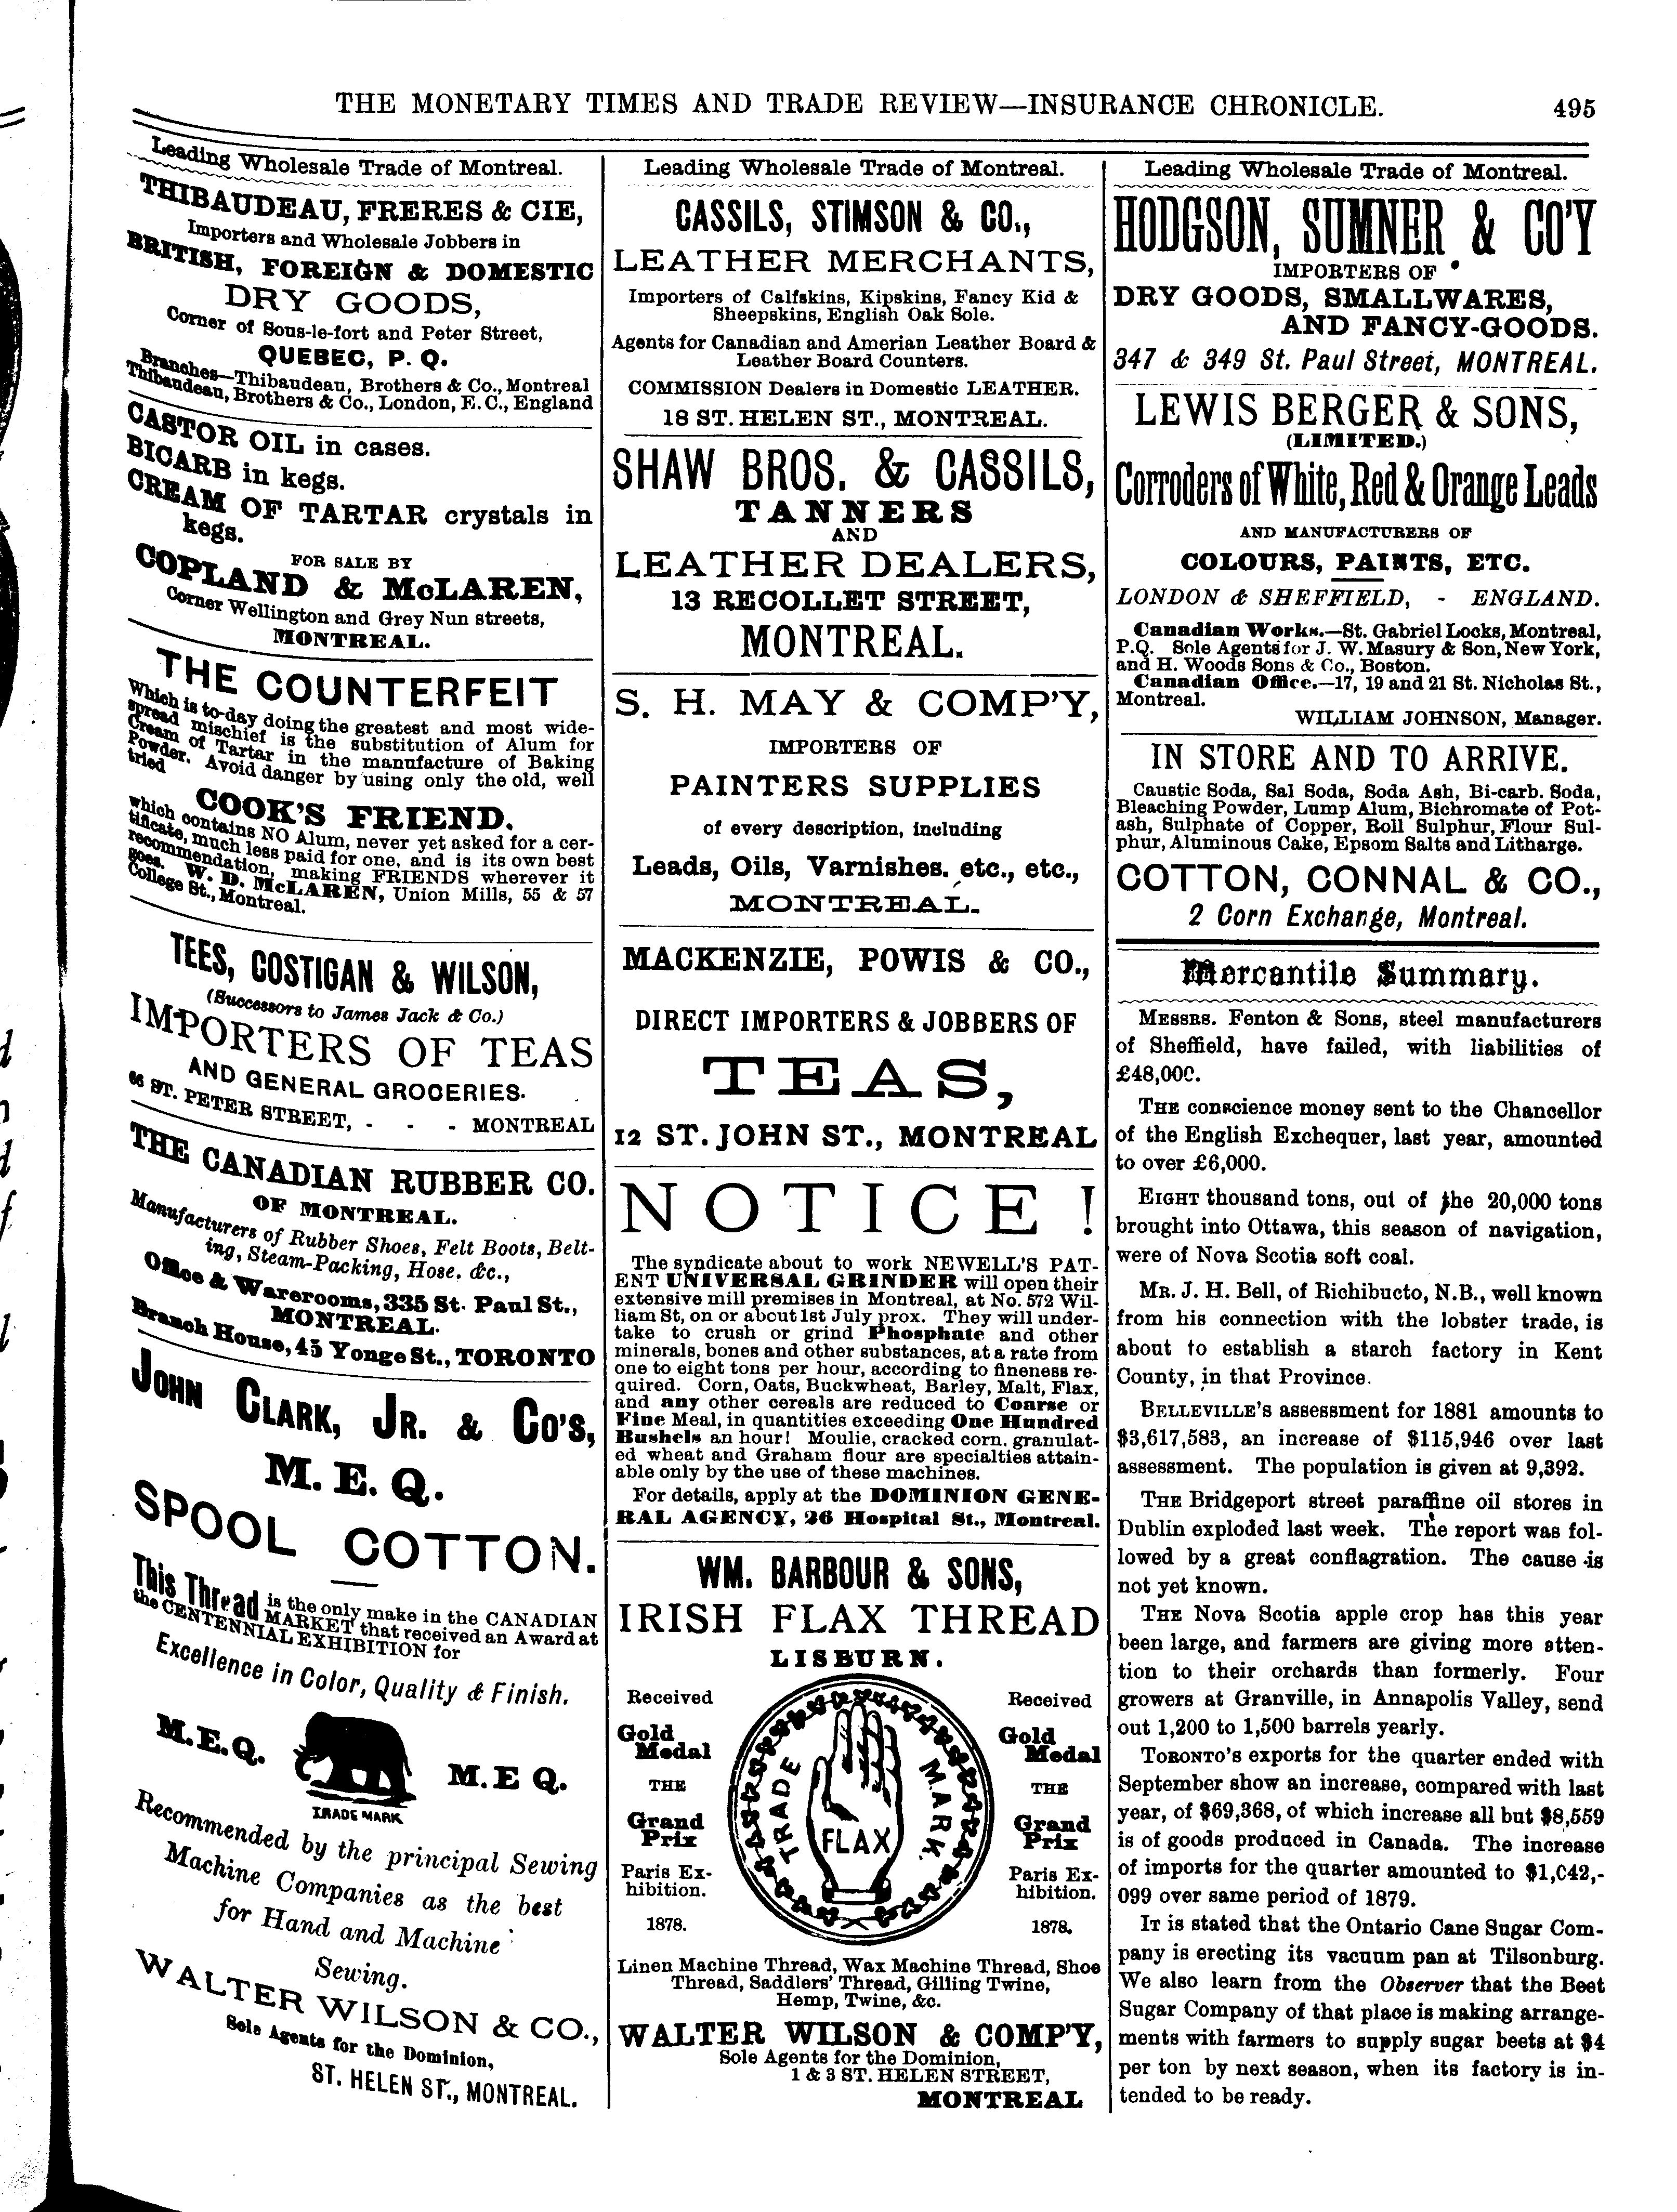 THE MONETARY TIMES AND TRADE REVIEW—INSURANCE CHRONICLE. 495
Leading Wholesale Trade of Montreal.
THIBAUDEAU, FRERES & CIE,
Importers and Wholesale Jobbers in
BRITISH, FOREIGN & DOMESTIC
DRY GOODS,
Corner of Sous-le-fort and Peter Street,
QUEBEC, P. Q.
Branches—Thibaudeau, Brothers & Co., Montreal
Thibaudeau, Brothers & Co., London, E.C., England
CASTOR OIL in cases.
BICARB in kegs.
CREAM OF TARTAR crystals in
kegs.
FOR SALE BY
COPLAND & McLAREN,
Corner Wellington and Grey Nun streets,
MONTREAL.
THE COUNTERFEIT
Which is to-day doing the greatest and most wide-
spread mischief is the substitution of Alum for
Cream of Tartar in the manufacture of Baking
Powder. Avoid danger by using only the old, well
tried
COOK'S FRIEND,
which contains NO Alum, never yet asked for a cer-
tificate, much less paid for one, and is its own best
recommendation, making FRIENDS wherever it
goes. W. D. McLAREN, Union Mills, 55 & 57
College St., Montreal.
TEES, COSTIGAN & WILSON,
(Successors to James Jack & Co.)
IMPORTERS OF TEAS
AND GENERAL GROCERIES.
66 ST. PETER STREET, - - - MONTREAL
THE CANADIAN RUBBER CO.
OF MONTREAL.
Manufacturers of Rubber Shoes, Felt Boots, Belt-
ing, Steam-Packing, Hose. &c.,
Office & Warerooms, 335 St. Paul St.,
MONTREAL.
Branch House, 45 Yonge St., TORONTO
JOHN CLARK, JR. & CO'S,
M. E. Q.
SPOOL COTTON.
This Thread is the only make in the CANADIAN
MARKET that received an Award at
the CENTENNIAL EXHIBITION for
Excellence in Color, Quality & Finish.
M.E.Q. M.E Q.
TRADE MARK
Recommended by the principal Sewing
Machine Companies as the best
for Hand and Machine
Sewing.
WALTER WILSON & CO.,
Sole Agents for the Dominion,
ST. HELEN ST., MONTREAL.
Leading Wholesale Trade of Montreal.
CASSILS, STIMSON & CO.,
LEATHER MERCHANTS,
Importers of Calfskins, Kipskins, Fancy Kid &
Sheepskins, English Oak Sole.
Agents for Canadian and Amerian Leather Board &
Leather Board Counters.
COMMISSION Dealers in Domestic LEATHER.
18 ST. HELEN ST., MONTREAL.
SHAW BROS. & CASSILS,
TANNERS
AND
LEATHER DEALERS,
13 RECOLLET STREET,
MONTREAL.
S. H. MAY & COMP'Y,
IMPORTERS OF
PAINTERS SUPPLIES
of every description, including
Leads, Oils, Varnishes. etc., etc.,
MONTREAL.
MACKENZIE, POWIS & CO.,
DIRECT IMPORTERS & JOBBERS OF
TEAS,
12 ST. JOHN ST., MONTREAL
NOTICE!
The syndicate about to work NEWELL'S PAT-
ENT UNIVERSAL GRINDER will open their
extensive mill premises in Montreal, at No. 572 Wil-
liam St, on or about 1st July prox. They will under-
take to crush or grind Phosphate and other
minerals, bones and other substances, at a rate from
one to eight tons per hour, according to fineness re-
quired. Corn, Oats, Buckwheat, Barley, Malt, Flax,
and any other cereals are reduced to Coarse or
Fine Meal, in quantities exceeding One Hundred
Bushels an hour! Moulie, cracked corn, granulat-
ed wheat and Graham flour are specialties attain-
able only by the use of these machines.
For details, apply at the DOMINION GENE-
RAL AGENCY, 26 Hospital St., Montreal.
WM. BARBOUR & SONS,
IRISH FLAX THREAD
LISBURN.
Received
Gold
Medal
THE
Grand
Prix
Paris Ex-
hibition.
1878.
TRADE MARK.
FLAX
Received
Gold
Medal
THE
Grand
Prix
Paris Ex-
hibition.
1878.
Linen Machine Thread, Wax Machine Thread, Shoe
Thread, Saddlers' Thread, Gilling Twine,
Hemp, Twine, &c.
WALTER WILSON & COMP'Y,
Sole Agents for the Dominion,
1 & 3 ST. HELEN STREET,
MONTREAL
Leading Wholesale Trade of Montreal.
HODGSON, SUMNER & CO'Y
IMPORTERS OF
DRY GOODS, SMALLWARES,
AND FANCY-GOODS.
347 & 349 St. Paul Street, MONTREAL.
LEWIS BERGER & SONS,
(LIMITED.)
Corroders of White, Red & Orange Leads
AND MANUFACTURERS OF
COLOURS, PAINTS, ETC.
LONDON & SHEFFIELD, - ENGLAND.
Canadian Works.—St. Gabriel Locks, Montreal,
P.Q. Sole Agents for J. W. Masury & Son, New York,
and H. Woods Sons & Co., Boston.
Canadian Office.—17, 19 and 21 St. Nicholas St.,
Montreal.
WILLIAM JOHNSON, Manager.
IN STORE AND TO ARRIVE.
Caustic Soda, Sal Soda, Soda Ash, Bi-carb. Soda,
Bleaching Powder, Lump Alum, Bichromate of Pot-
ash, Sulphate of Copper, Roll Sulphur, Flour Sul-
phur, Aluminous Cake, Epsom Salts and Litharge.
COTTON, CONNAL & CO.,
2 Corn Exchange, Montreal.
Mercantile Summary.
MESSRS. Fenton & Sons, steel manufacturers
of Sheffield, have failed, with liabilities of
£48,000.
THE conscience money sent to the Chancellor
of the English Exchequer, last year, amounted
to over £6,000.
EIGHT thousand tons, out of the 20,000 tons
brought into Ottawa, this season of navigation,
were of Nova Scotia soft coal.
MR. J. H. Bell, of Richibucto, N.B., well known
from his connection with the lobster trade, is
about to establish a starch factory in Kent
County, in that Province.
BELLEVILLE'S assessment for 1881 amounts to
$3,617,583, an increase of $115,946 over last
assessment. The population is given at 9,392.
THE Bridgeport street paraffine oil stores in
Dublin exploded last week. The report was fol-
lowed by a great conflagration. The cause is
not yet known.
THE Nova Scotia apple crop has this year
been large, and farmers are giving more atten-
tion to their orchards than formerly. Four
growers at Granville, in Annapolis Valley, send
out 1,200 to 1,500 barrels yearly.
TORONTO'S exports for the quarter ended with
September show an increase, compared with last
year, of $69,368, of which increase all but $8,559
is of goods produced in Canada. The increase
of imports for the quarter amounted to $1,042,-
099 over same period of 1879.
IT is stated that the Ontario Cane Sugar Com-
pany is erecting its vacuum pan at Tilsonburg.
We also learn from the Observer that the Beet
Sugar Company of that place is making arrange-
ments with farmers to supply sugar beets at $4
per ton by next season, when its factory is in-
tended to be ready.